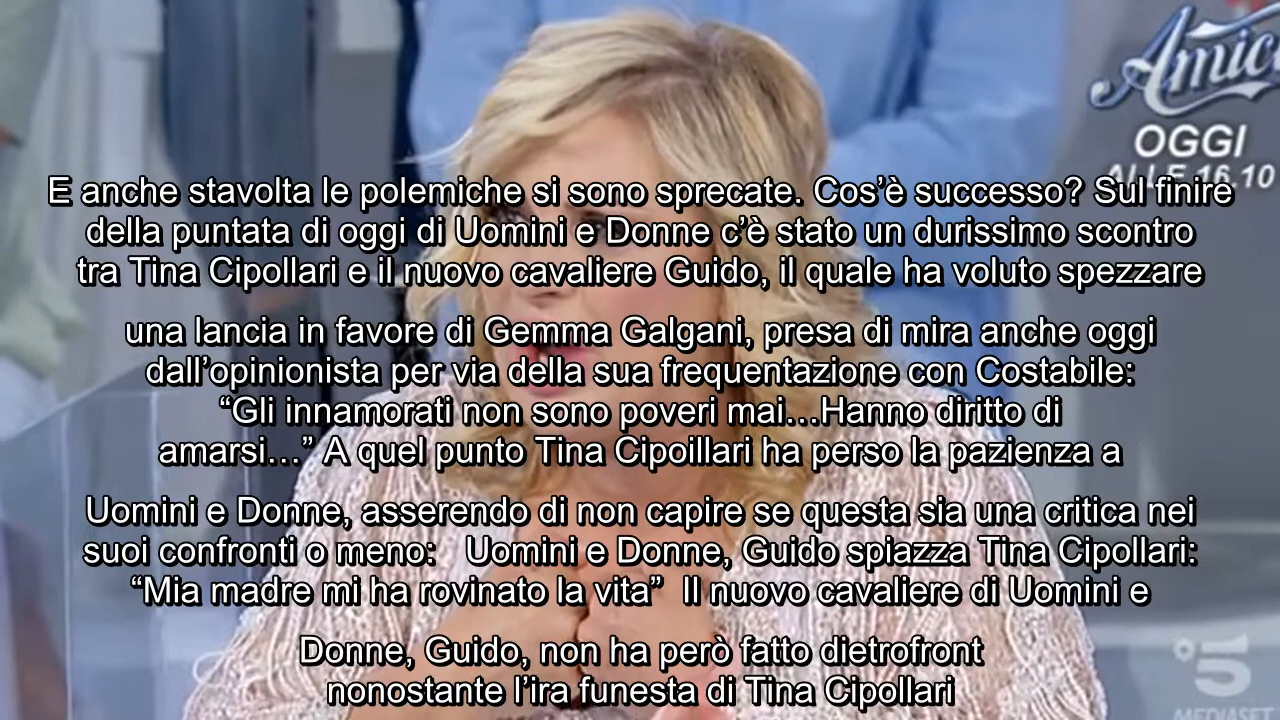 Amic
OGGI
ALLE 16.10
E anche stavolta le polemiche si sono sprecate. Cos’è successo? Sul finire
della puntata di oggi di Uomini e Donne c’è stato un durissimo scontro
tra Tina Cipollari e il nuovo cavaliere Guido, il quale ha voluto spezzare
una lancia in favore di Gemma Galgani, presa di mira anche oggi
dall’opinionista per via della sua frequentazione con Costabile:
“Gli innamorati non sono poveri mai…Hanno diritto di
amarsi…” A quel punto Tina Cipoillari ha perso la pazienza a
Uomini e Donne, asserendo di non capire se questa sia una critica nei
suoi confronti o meno:   Uomini e Donne, Guido spiazza Tina Cipollari:
“Mia madre mi ha rovinato la vita”  Il nuovo cavaliere di Uomini e
Donne, Guido, non ha però fatto dietrofront
nonostante l’ira funesta di Tina Cipollari
5
MEDIASET